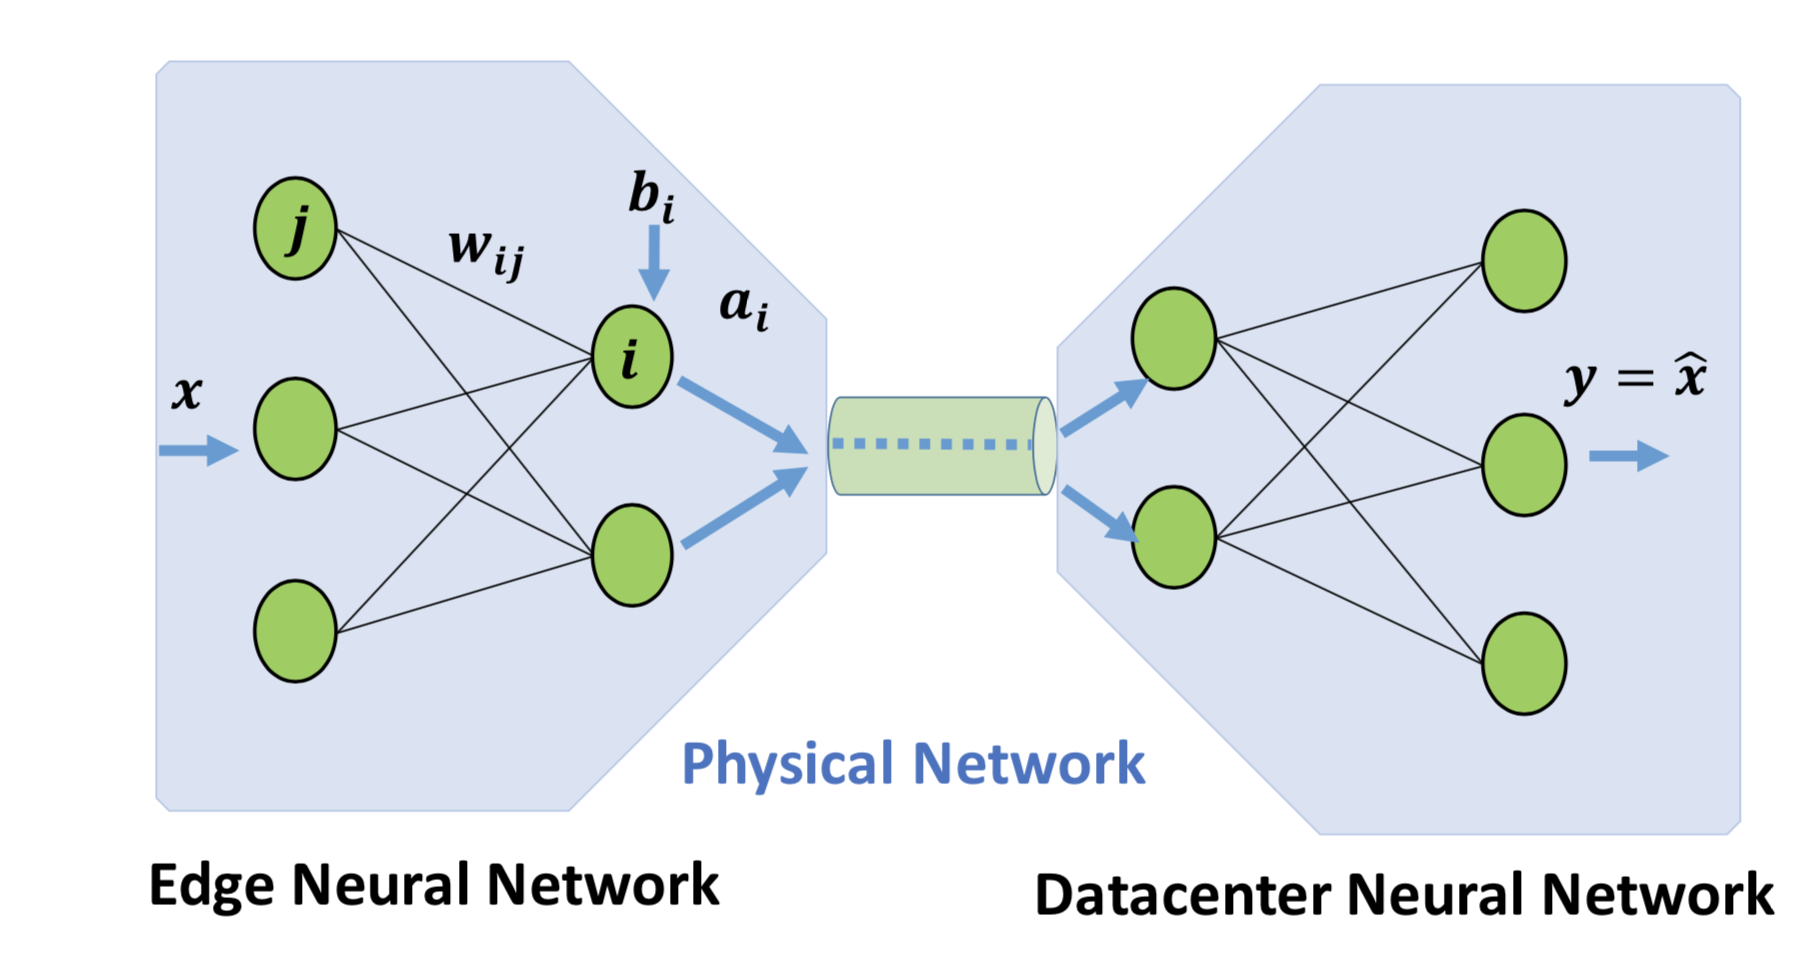 b_i
j
w_ij
a_i
i
x
y = x̂
Physical Network
Edge Neural Network
Datacenter Neural Network